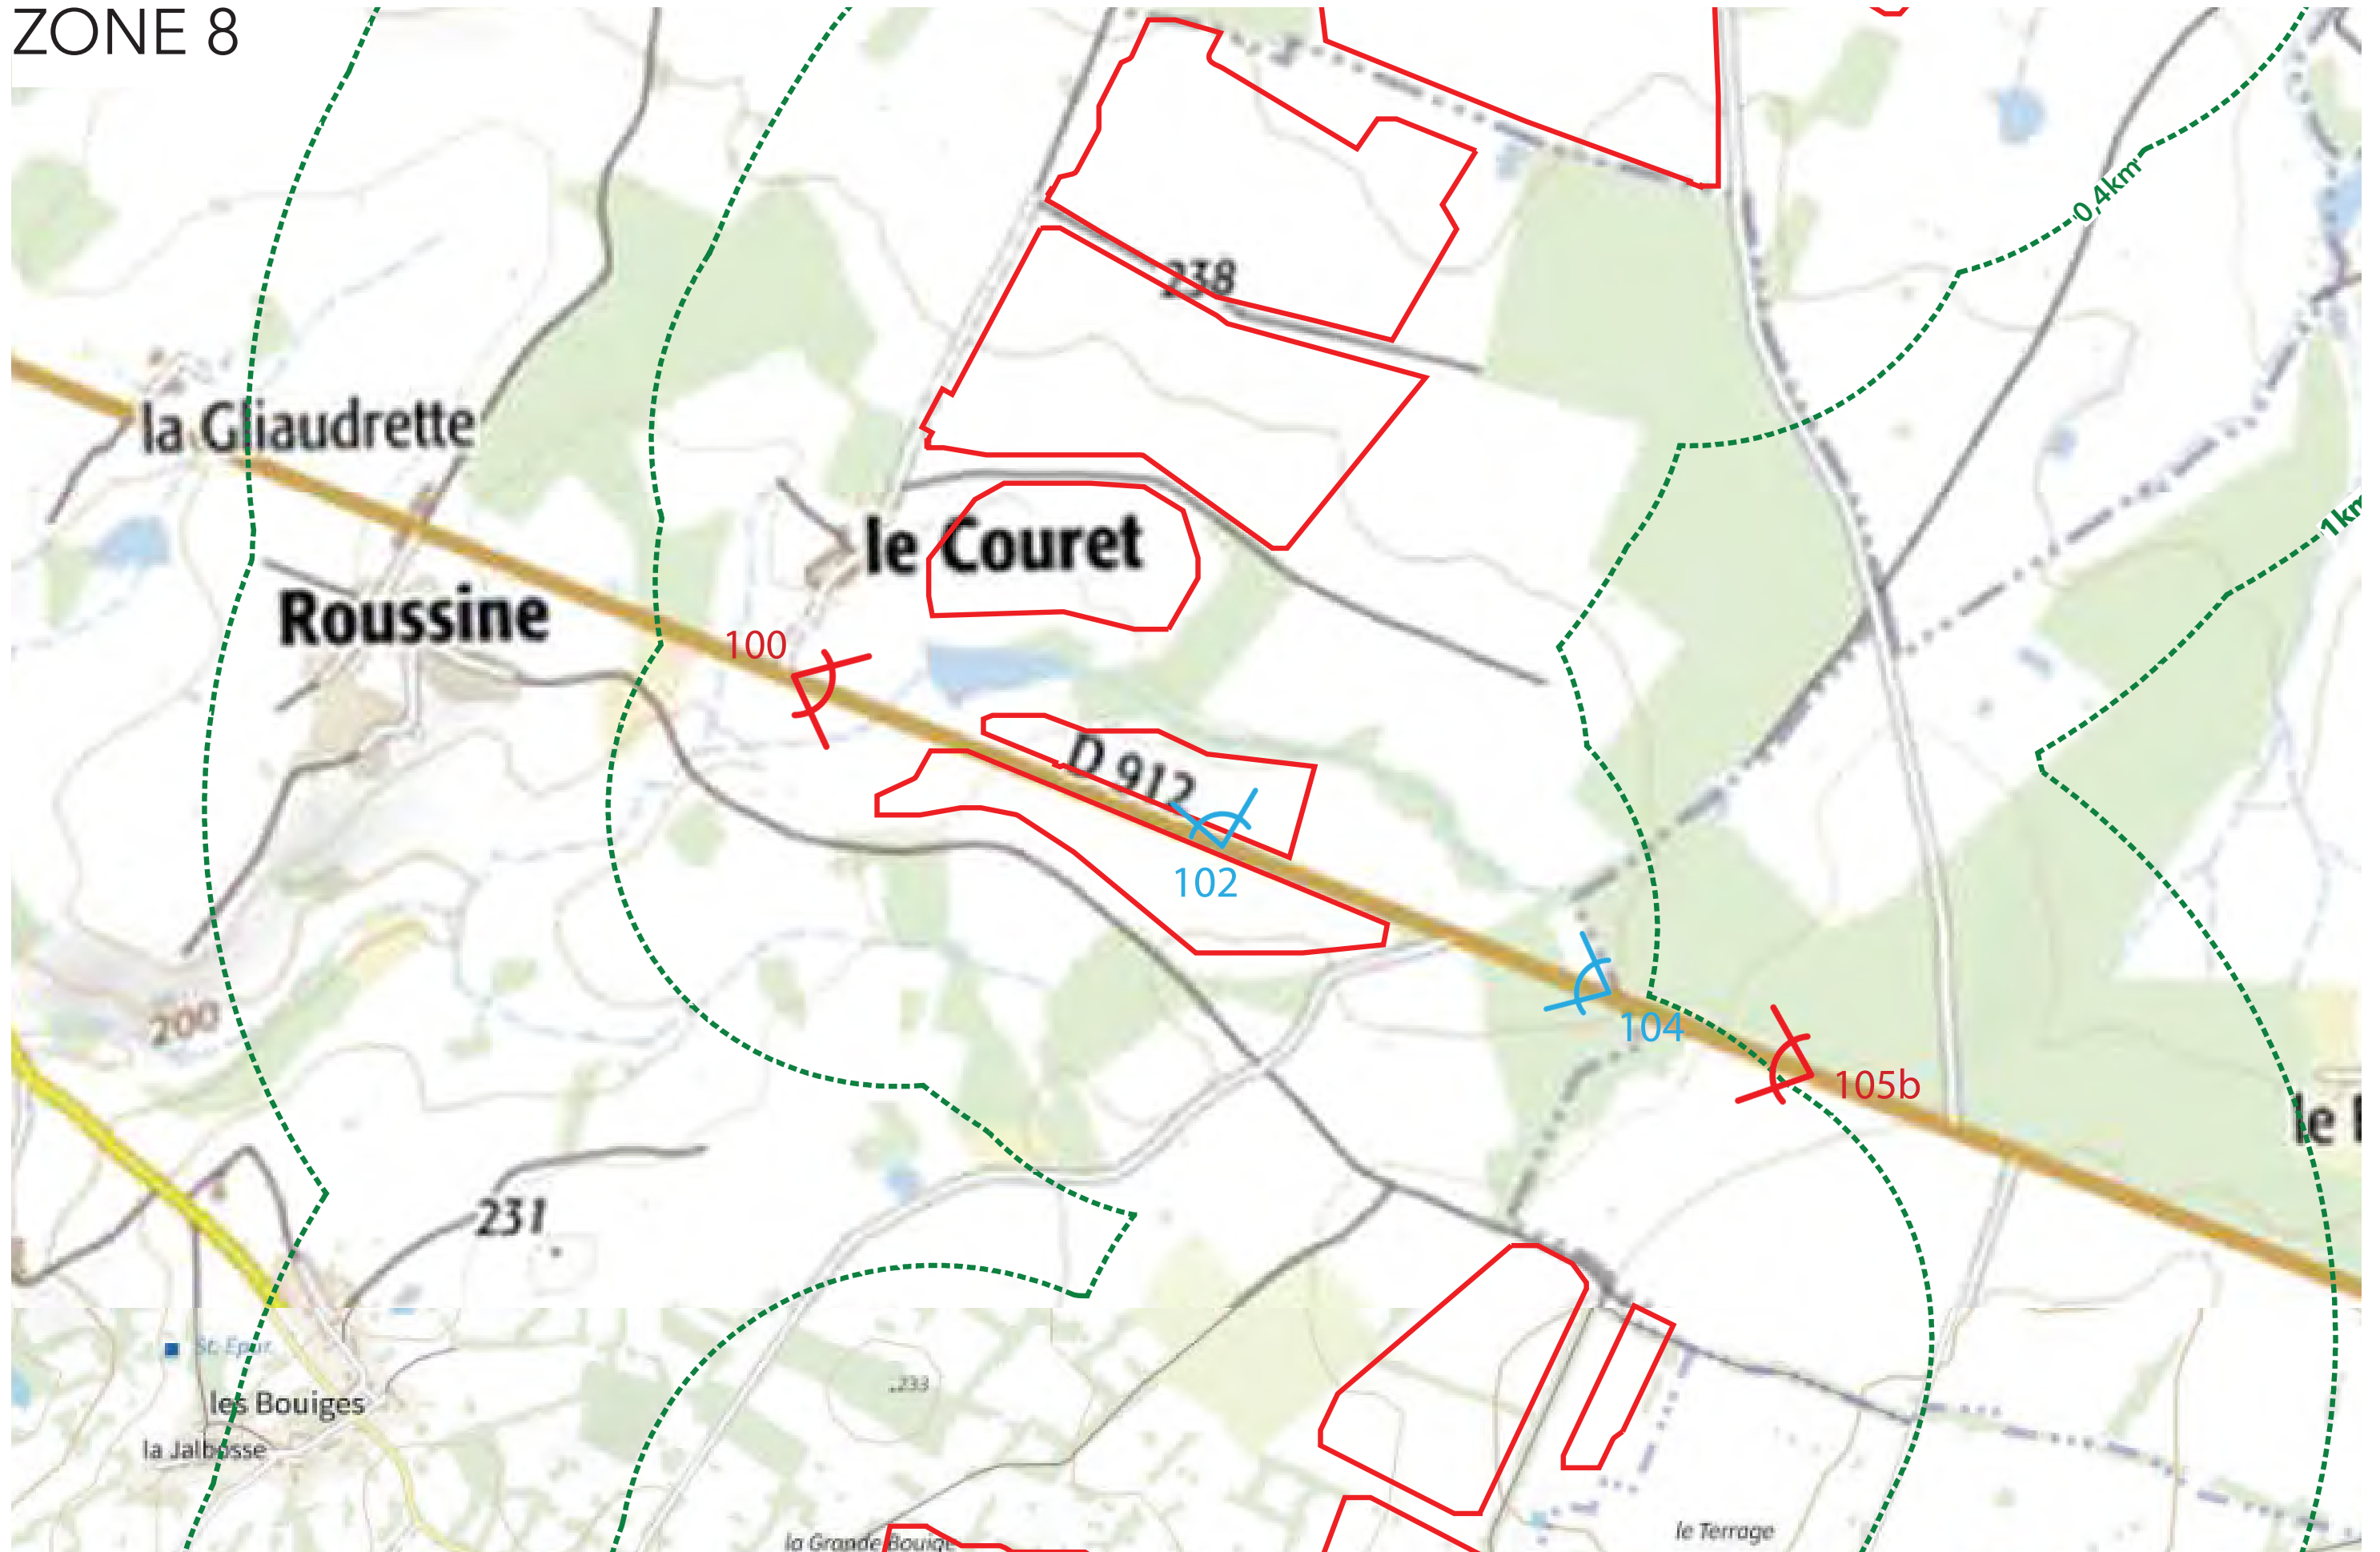 ZONE 8
0,4km
238
la Gliaudrette
1km
le Couret
Roussine
100
D 912
102
200
104
105b
231
St. Epur.
les Bouiges
.233
la Jalbosse
le Terrage
la Grande Bouige